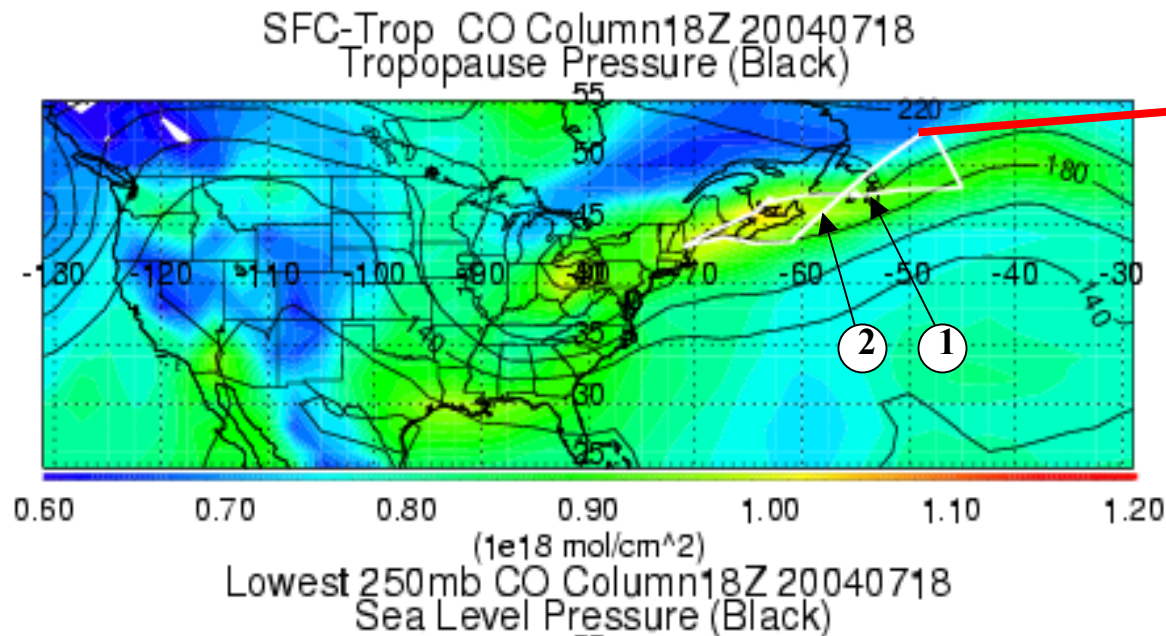 SFC-Trop CO Column18Z 20040718
Tropopause Pressure (Black)
55
220
50
180
45
-130 -120 -110 -100 -90 -70 -60 -50 -40 -30
140
35
140
2 1
30
25
0.60 0.70 0.80 0.90 1.00 1.10 1.20
(1e18 mol/cm^2)
Lowest 250mb CO Column18Z 20040718
Sea Level Pressure (Black)